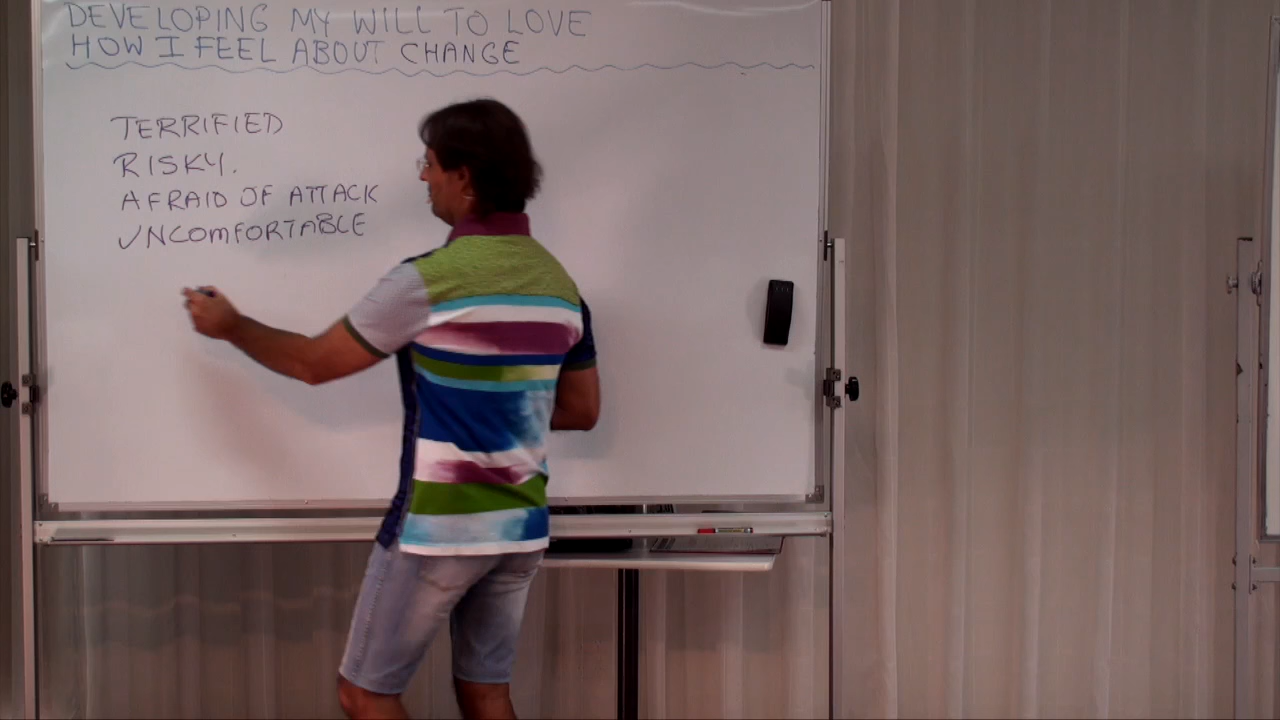 DEVELOPING MY WILL TO LOVE
HOW I FEEL ABOUT CHANGE
TERRIFIED
RISKY.
AFRAID OF ATTACK
UNCOMFORTABLE